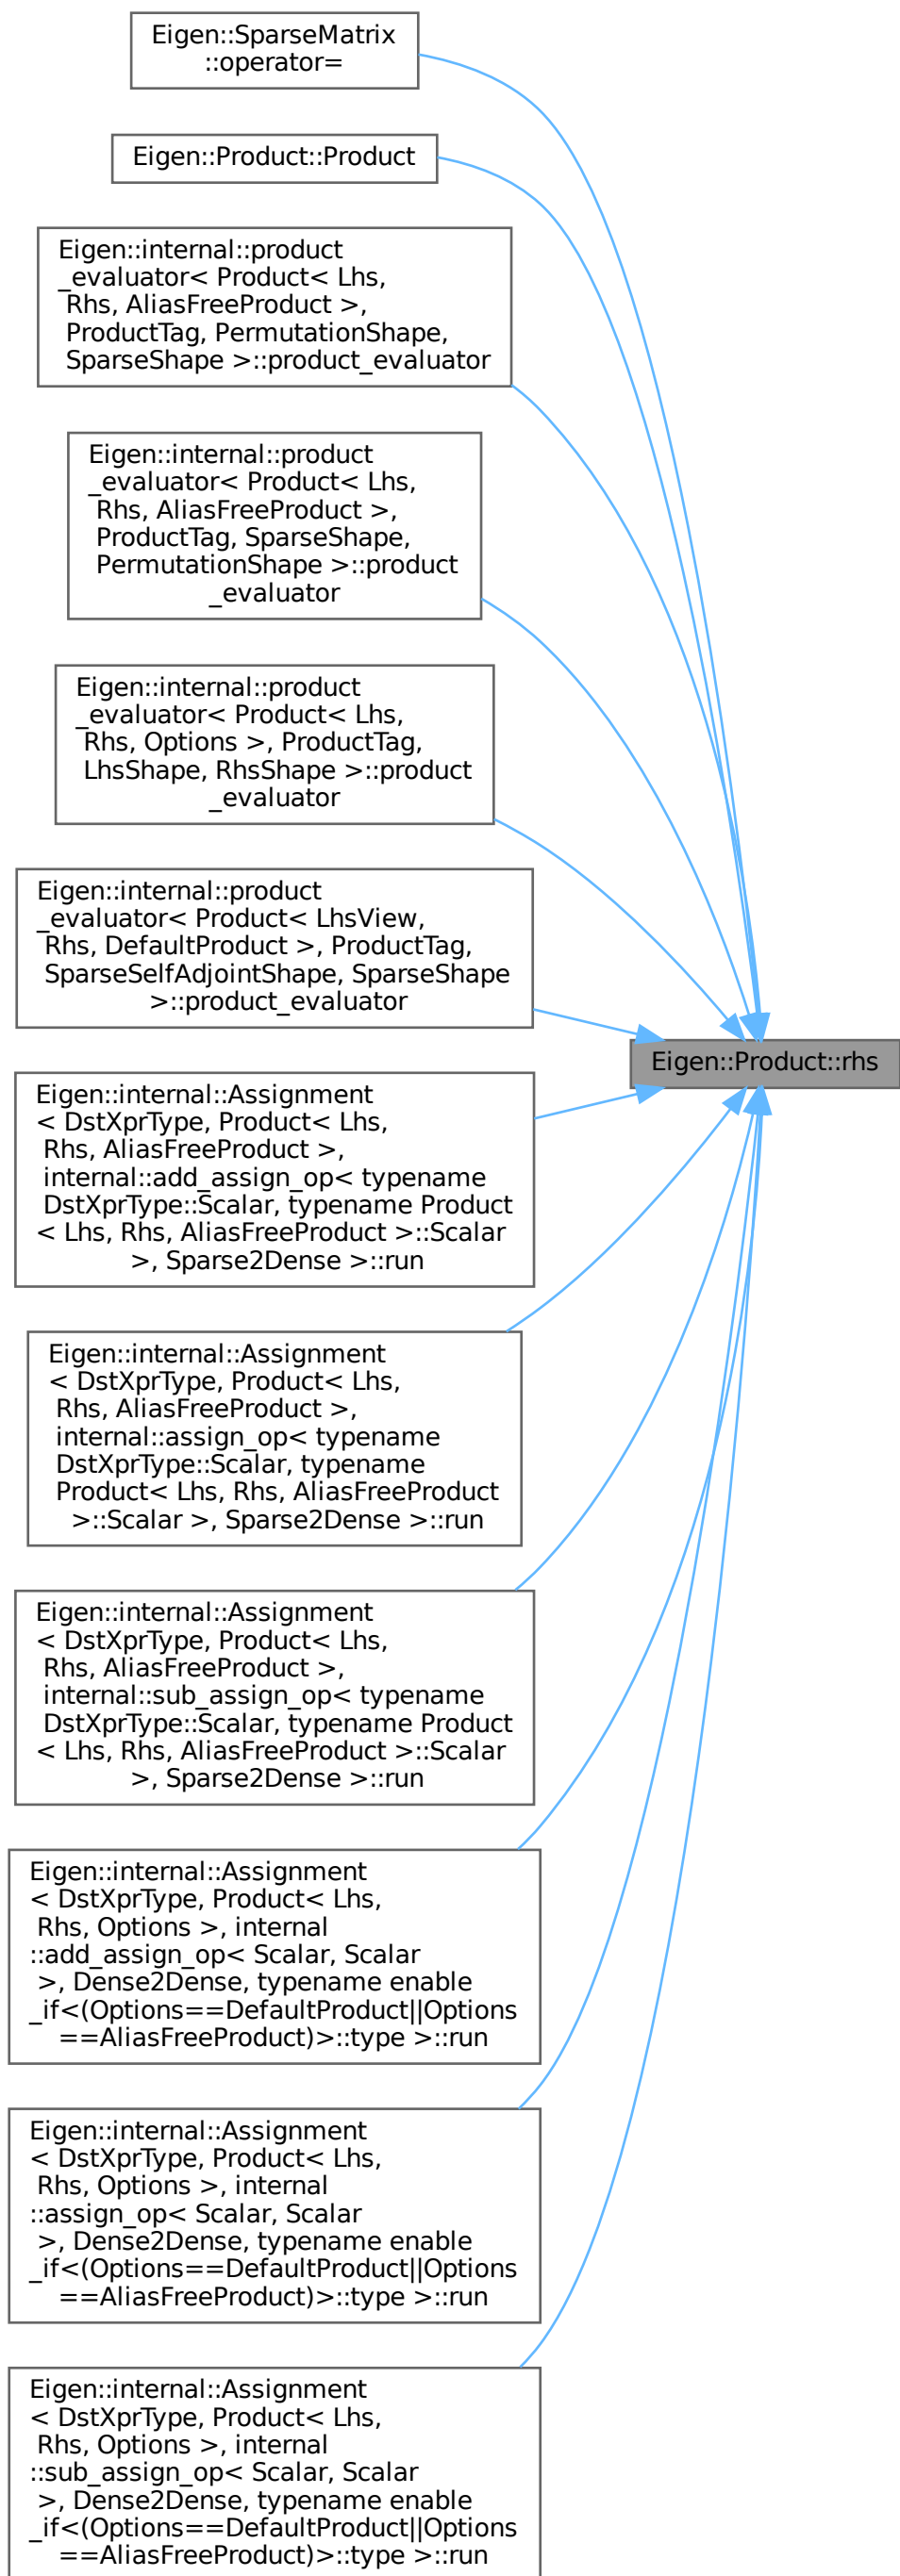 Eigen::SparseMatrix
::operator=
Eigen::Product::Product
Eigen::internal::product
_evaluator< Product< Lhs,
Rhs, AliasFreeProduct >,
ProductTag, PermutationShape,
SparseShape >::product_evaluator
Eigen::internal::product
_evaluator< Product< Lhs,
Rhs, AliasFreeProduct >,
ProductTag, SparseShape,
PermutationShape >::product
_evaluator
Eigen::internal::product
_evaluator< Product< Lhs,
Rhs, Options >, ProductTag,
LhsShape, RhsShape >::product
_evaluator
Eigen::internal::product
_evaluator< Product< LhsView,
Rhs, DefaultProduct >, ProductTag,
SparseSelfAdjointShape, SparseShape
>::product_evaluator
Eigen::Product::rhs
Eigen::internal::Assignment
< DstXprType, Product< Lhs,
Rhs, AliasFreeProduct >,
internal::add_assign_op< typename
DstXprType::Scalar, typename Product
< Lhs, Rhs, AliasFreeProduct >::Scalar
>, Sparse2Dense >::run
Eigen::internal::Assignment
< DstXprType, Product< Lhs,
Rhs, AliasFreeProduct >,
internal::assign_op< typename
DstXprType::Scalar, typename
Product< Lhs, Rhs, AliasFreeProduct
>::Scalar >, Sparse2Dense >::run
Eigen::internal::Assignment
< DstXprType, Product< Lhs,
Rhs, AliasFreeProduct >,
internal::sub_assign_op< typename
DstXprType::Scalar, typename Product
< Lhs, Rhs, AliasFreeProduct >::Scalar
>, Sparse2Dense >::run
Eigen::internal::Assignment
< DstXprType, Product< Lhs,
Rhs, Options >, internal
::add_assign_op< Scalar, Scalar
>, Dense2Dense, typename enable
_if<(Options==DefaultProduct||Options
==AliasFreeProduct)>::type >::run
Eigen::internal::Assignment
< DstXprType, Product< Lhs,
Rhs, Options >, internal
::assign_op< Scalar, Scalar
>, Dense2Dense, typename enable
_if<(Options==DefaultProduct||Options
==AliasFreeProduct)>::type >::run
Eigen::internal::Assignment
< DstXprType, Product< Lhs,
Rhs, Options >, internal
::sub_assign_op< Scalar, Scalar
>, Dense2Dense, typename enable
_if<(Options==DefaultProduct||Options
==AliasFreeProduct)>::type >::run